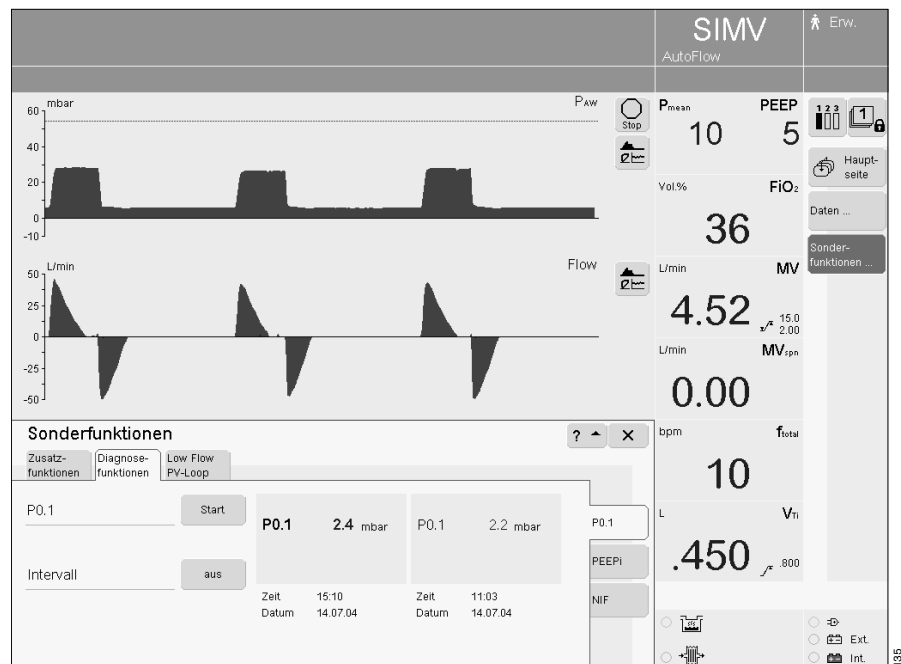 SIMV
AutoFlow
Erw.
mbar
PAW
60
40
20
0
-10
Stop
Pmean PEEP
10 5
1 2 3
1
Haupt-
seite
Vol.% FiO2
36
Daten ...
Sonder-
funktionen ...
L/min
Flow
50
25
0
-25
-50
L/min MV
4.52
15.0
2.00
L/min MVspn
0.00
Sonderfunktionen
? X
Zusatz-
funktionen
Diagnose-
funktionen
Low Flow
PV-Loop
bpm ftotal
10
P0.1 Start
P0.1 2.4 mbar P0.1 2.2 mbar
P0.1
PEEPi
NIF
Intervall aus
Zeit 15:10 Zeit 11:03
Datum 14.07.04 Datum 14.07.04
L VTi
.450 .800
Ext.
Int.